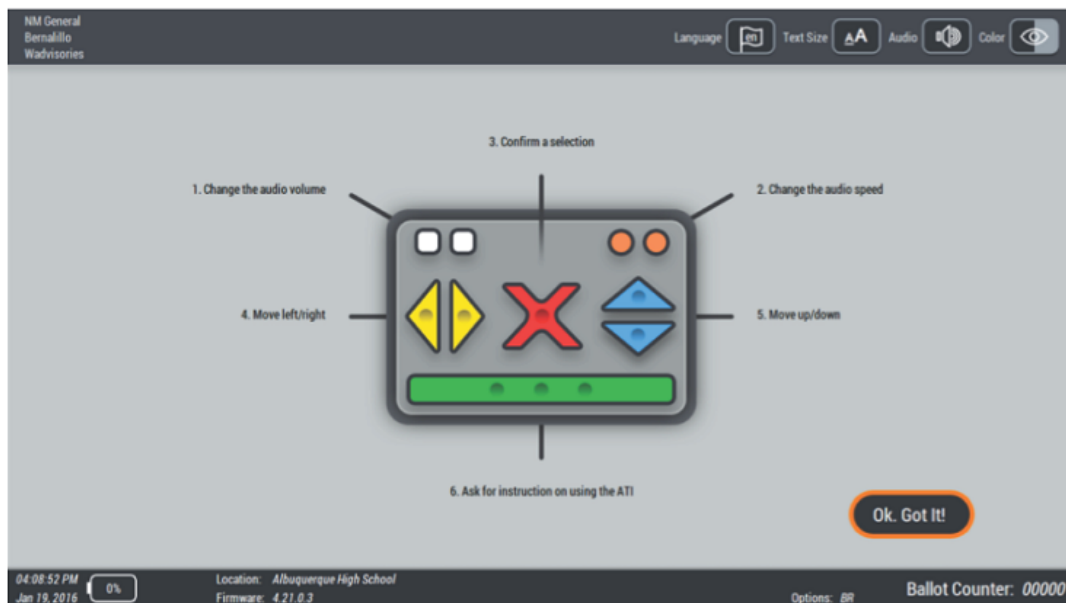 NM General
Bernalillo
Wadvisories
Language en Text Size AA Audio Color
3. Confirm a selection
1. Change the audio volume
2. Change the audio speed
4. Move left/right
5. Move up/down
6. Ask for instruction on using the ATI
Ok. Got It!
04:08:52 PM
Jan 19, 2016
0%
Location: Albuquerque High School
Firmware: 4.21.0.3
Options: BR
Ballot Counter: 00000